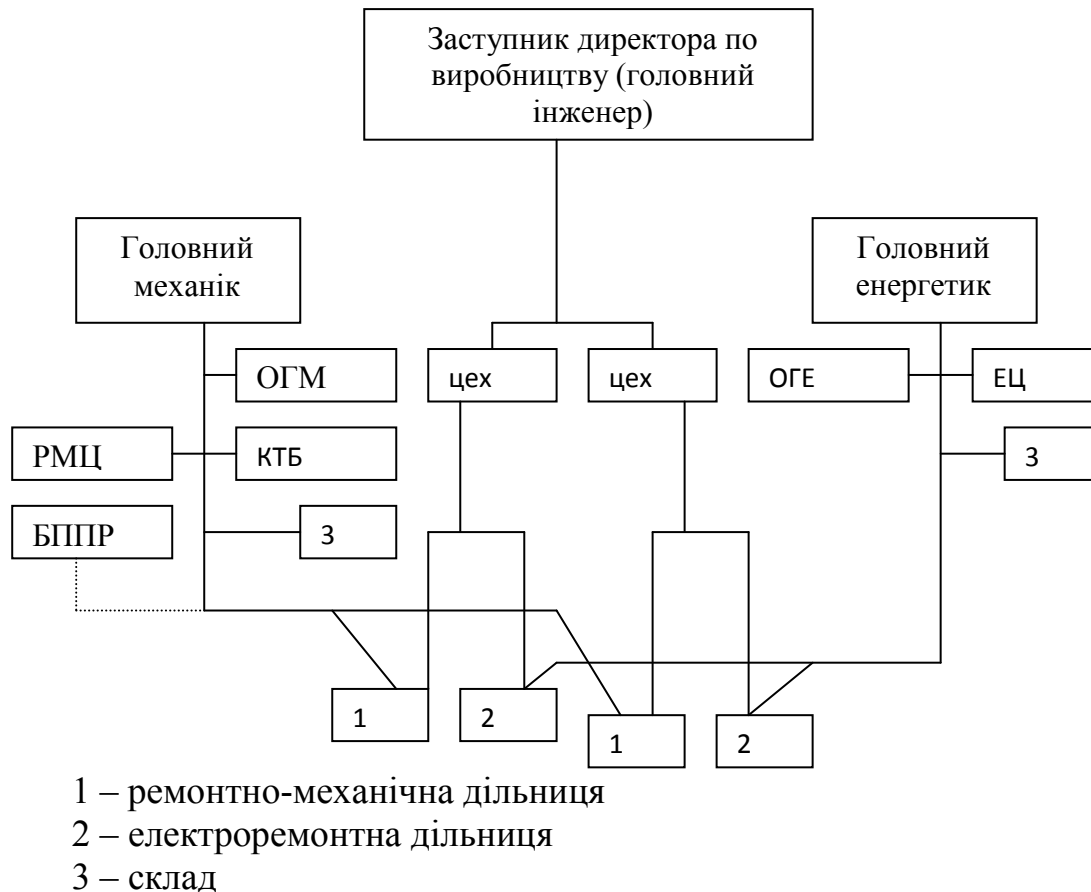 Заступник директора по
виробництву (головний
інженер)
Головний
механік
Головний
енергетик
ОГМ
цех
цех
ОГЕ
ЕЦ
РМЦ
КТБ
3
БППР
3
1
2
1
2
1 – ремонтно-механічна дільниця
2 – електроремонтна дільниця
3 – склад